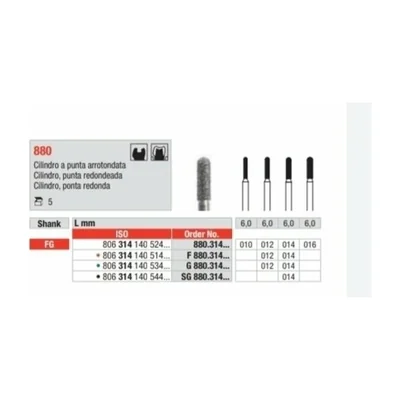 880
Cilindro a punta arrotondata
Cilindro, punta redondeada
Cilindro, ponta redonda
5
Shank L mm 6,0 6,0 6,0 6,0
ISO Order No.
FG 806 314 140 524... 880.314... 010 012 014 016
806 314 140 514... F 880.314... 012 014
806 314 140 534... G 880.314... 012 014
806 314 140 544... SG 880.314... 014